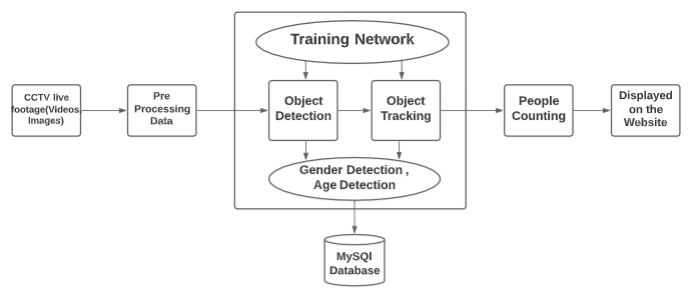 Training Network
CCTV live
footage(Videos,
Images)
Pre
Processing
Data
Object
Detection
Object
Tracking
People
Counting
Displayed
on the
Website
Gender Detection ,
Age Detection
MySQl
Database